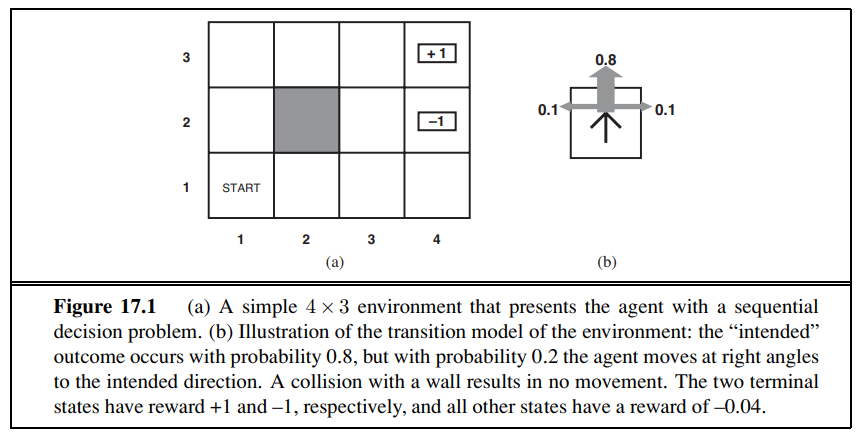 3
+ 1
2
–1
1
START
1 2 3 4
(a)
0.8
0.1 0.1
(b)
Figure 17.1 (a) A simple 4 × 3 environment that presents the agent with a sequential
decision problem. (b) Illustration of the transition model of the environment: the “intended”
outcome occurs with probability 0.8, but with probability 0.2 the agent moves at right angles
to the intended direction. A collision with a wall results in no movement. The two terminal
states have reward +1 and –1, respectively, and all other states have a reward of –0.04.